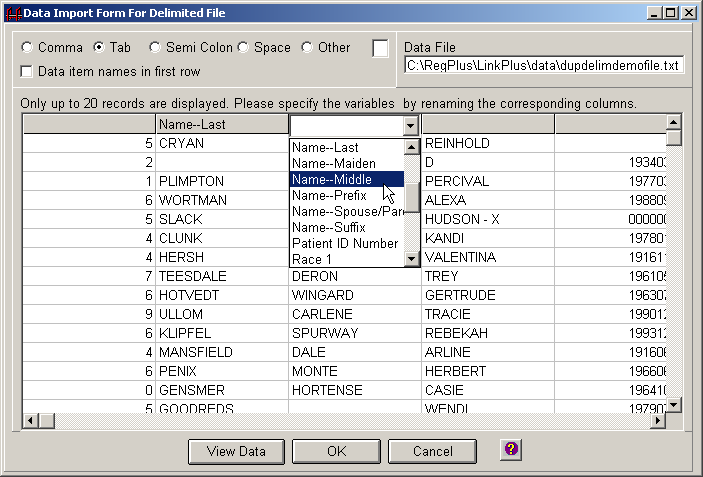 Data Import Form For Delimited File
Comma Tab Semi Colon Space Other
Data item names in first row
Data File
C:\RegPlus\LinkPlus\data\dupdelimdemofile.txt
Only up to 20 records are displayed. Please specify the variables by renaming the corresponding columns.
Name--Last
5 CRYAN Name--Last REINHOLD
2 Name--Maiden D 193403
1 PLIMPTON Name--Middle PERCIVAL 197703
6 WORTMAN Name--Prefix ALEXA 198809
5 SLACK Name--Spouse/Pare HUDSON - X 000000
Name--Suffix
4 CLUNK Patient ID Number KANDI 197801
4 HERSH Race 1 VALENTINA 191611
7 TEESDALE DERON TREY 196105
6 HOTVEDT WINGARD GERTRUDE 196307
9 ULLOM CARLENE TRACIE 199012
6 KLIPFEL SPURWAY REBEKAH 199312
4 MANSFIELD DALE ARLINE 191606
6 PENIX MONTE HERBERT 196606
0 GENSMER HORTENSE CASIE 196410
5 GOODREDS WENDI 197907
View Data OK Cancel ?